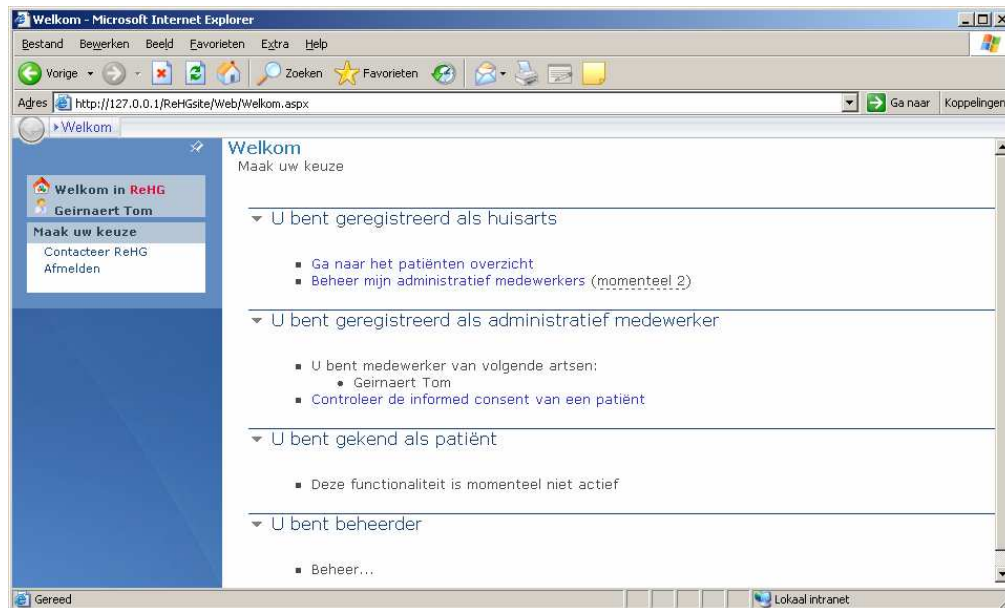 Welkom - Microsoft Internet Explorer
Bestand Bewerken Beeld Favorieten Extra Help
Vorige Zoeken Favorieten
Adres http://127.0.0.1/ReHGsite/Web/Welkom.aspx Ga naar Koppelingen
Welkom
Welkom in ReHG
Geirnaert Tom
Maak uw keuze
Contacteer ReHG
Afmelden
Welkom
Maak uw keuze
U bent geregistreerd als huisarts
Ga naar het patiënten overzicht
Beheer mijn administratief medewerkers (momenteel 2)
U bent geregistreerd als administratief medewerker
U bent medewerker van volgende artsen:
Geirnaert Tom
Controleer de informed consent van een patiënt
U bent gekend als patiënt
Deze functionaliteit is momenteel niet actief
U bent beheerder
Beheer...
Gereed Lokaal intranet